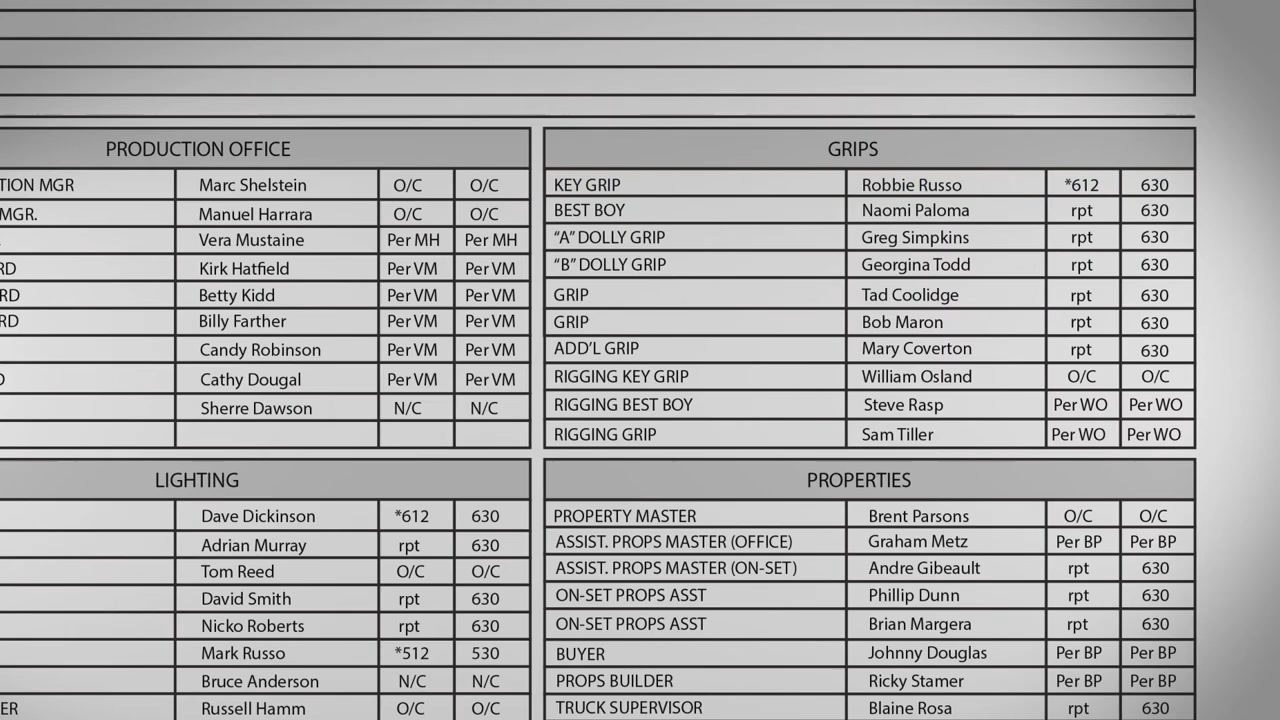 PRODUCTION OFFICE
TION MGR Marc Shelstein O/C O/C
MGR. Manuel Harrara O/C O/C
Vera Mustaine Per MH Per MH
RD Kirk Hatfield Per VM Per VM
RD Betty Kidd Per VM Per VM
RD Billy Farther Per VM Per VM
Candy Robinson Per VM Per VM
Cathy Dougal Per VM Per VM
Sherre Dawson N/C N/C
GRIPS
KEY GRIP Robbie Russo *612 630
BEST BOY Naomi Paloma rpt 630
“A” DOLLY GRIP Greg Simpkins rpt 630
“B” DOLLY GRIP Georgina Todd rpt 630
GRIP Tad Coolidge rpt 630
GRIP Bob Maron rpt 630
ADD’L GRIP Mary Coverton rpt 630
RIGGING KEY GRIP William Osland O/C O/C
RIGGING BEST BOY Steve Rasp Per WO Per WO
RIGGING GRIP Sam Tiller Per WO Per WO
LIGHTING
Dave Dickinson *612 630
Adrian Murray rpt 630
Tom Reed O/C O/C
David Smith rpt 630
Nicko Roberts rpt 630
Mark Russo *512 530
Bruce Anderson N/C N/C
ER Russell Hamm O/C O/C
PROPERTIES
PROPERTY MASTER Brent Parsons O/C O/C
ASSIST. PROPS MASTER (OFFICE) Graham Metz Per BP Per BP
ASSIST. PROPS MASTER (ON-SET) Andre Gibeault rpt 630
ON-SET PROPS ASST Phillip Dunn rpt 630
ON-SET PROPS ASST Brian Margera rpt 630
BUYER Johnny Douglas Per BP Per BP
PROPS BUILDER Ricky Stamer Per BP Per BP
TRUCK SUPERVISOR Blaine Rosa rpt 630